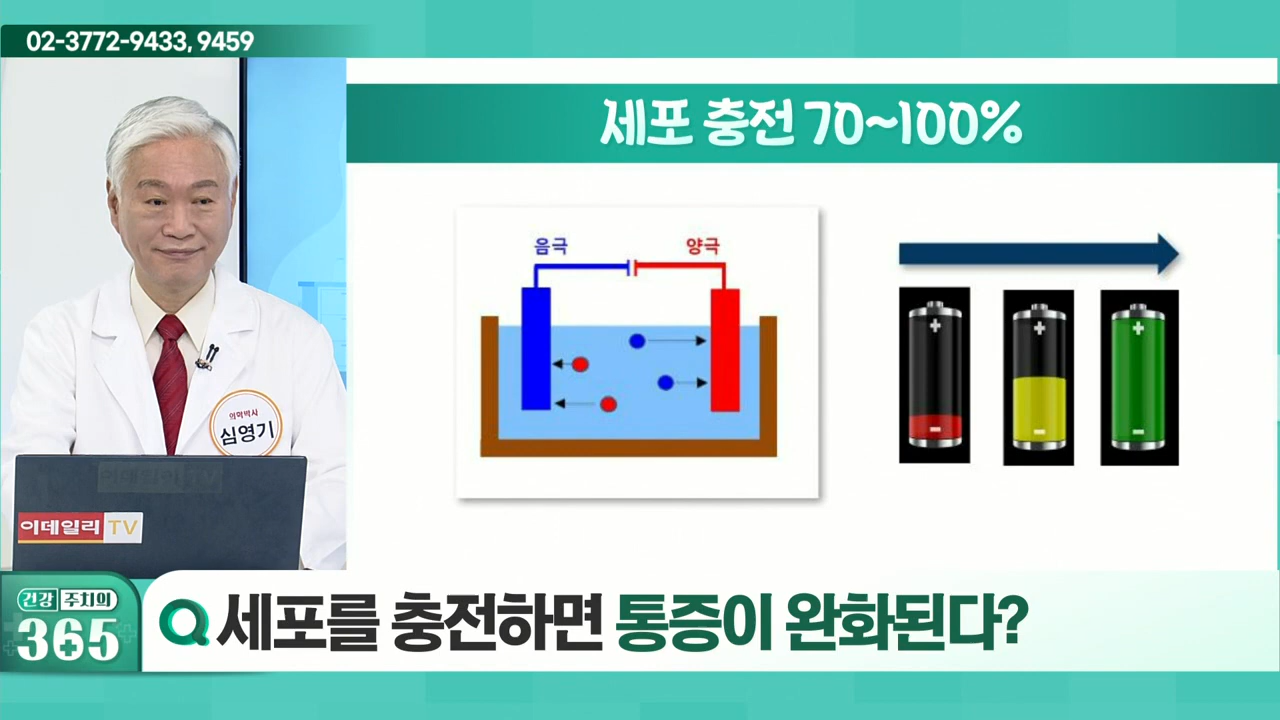 02-3772-9433, 9459
세포 충전 70~100%
음극
양극
의학박사
심영기
이데일리 TV
건강 주치의
365
Q 세포를 충전하면 통증이 완화된다?